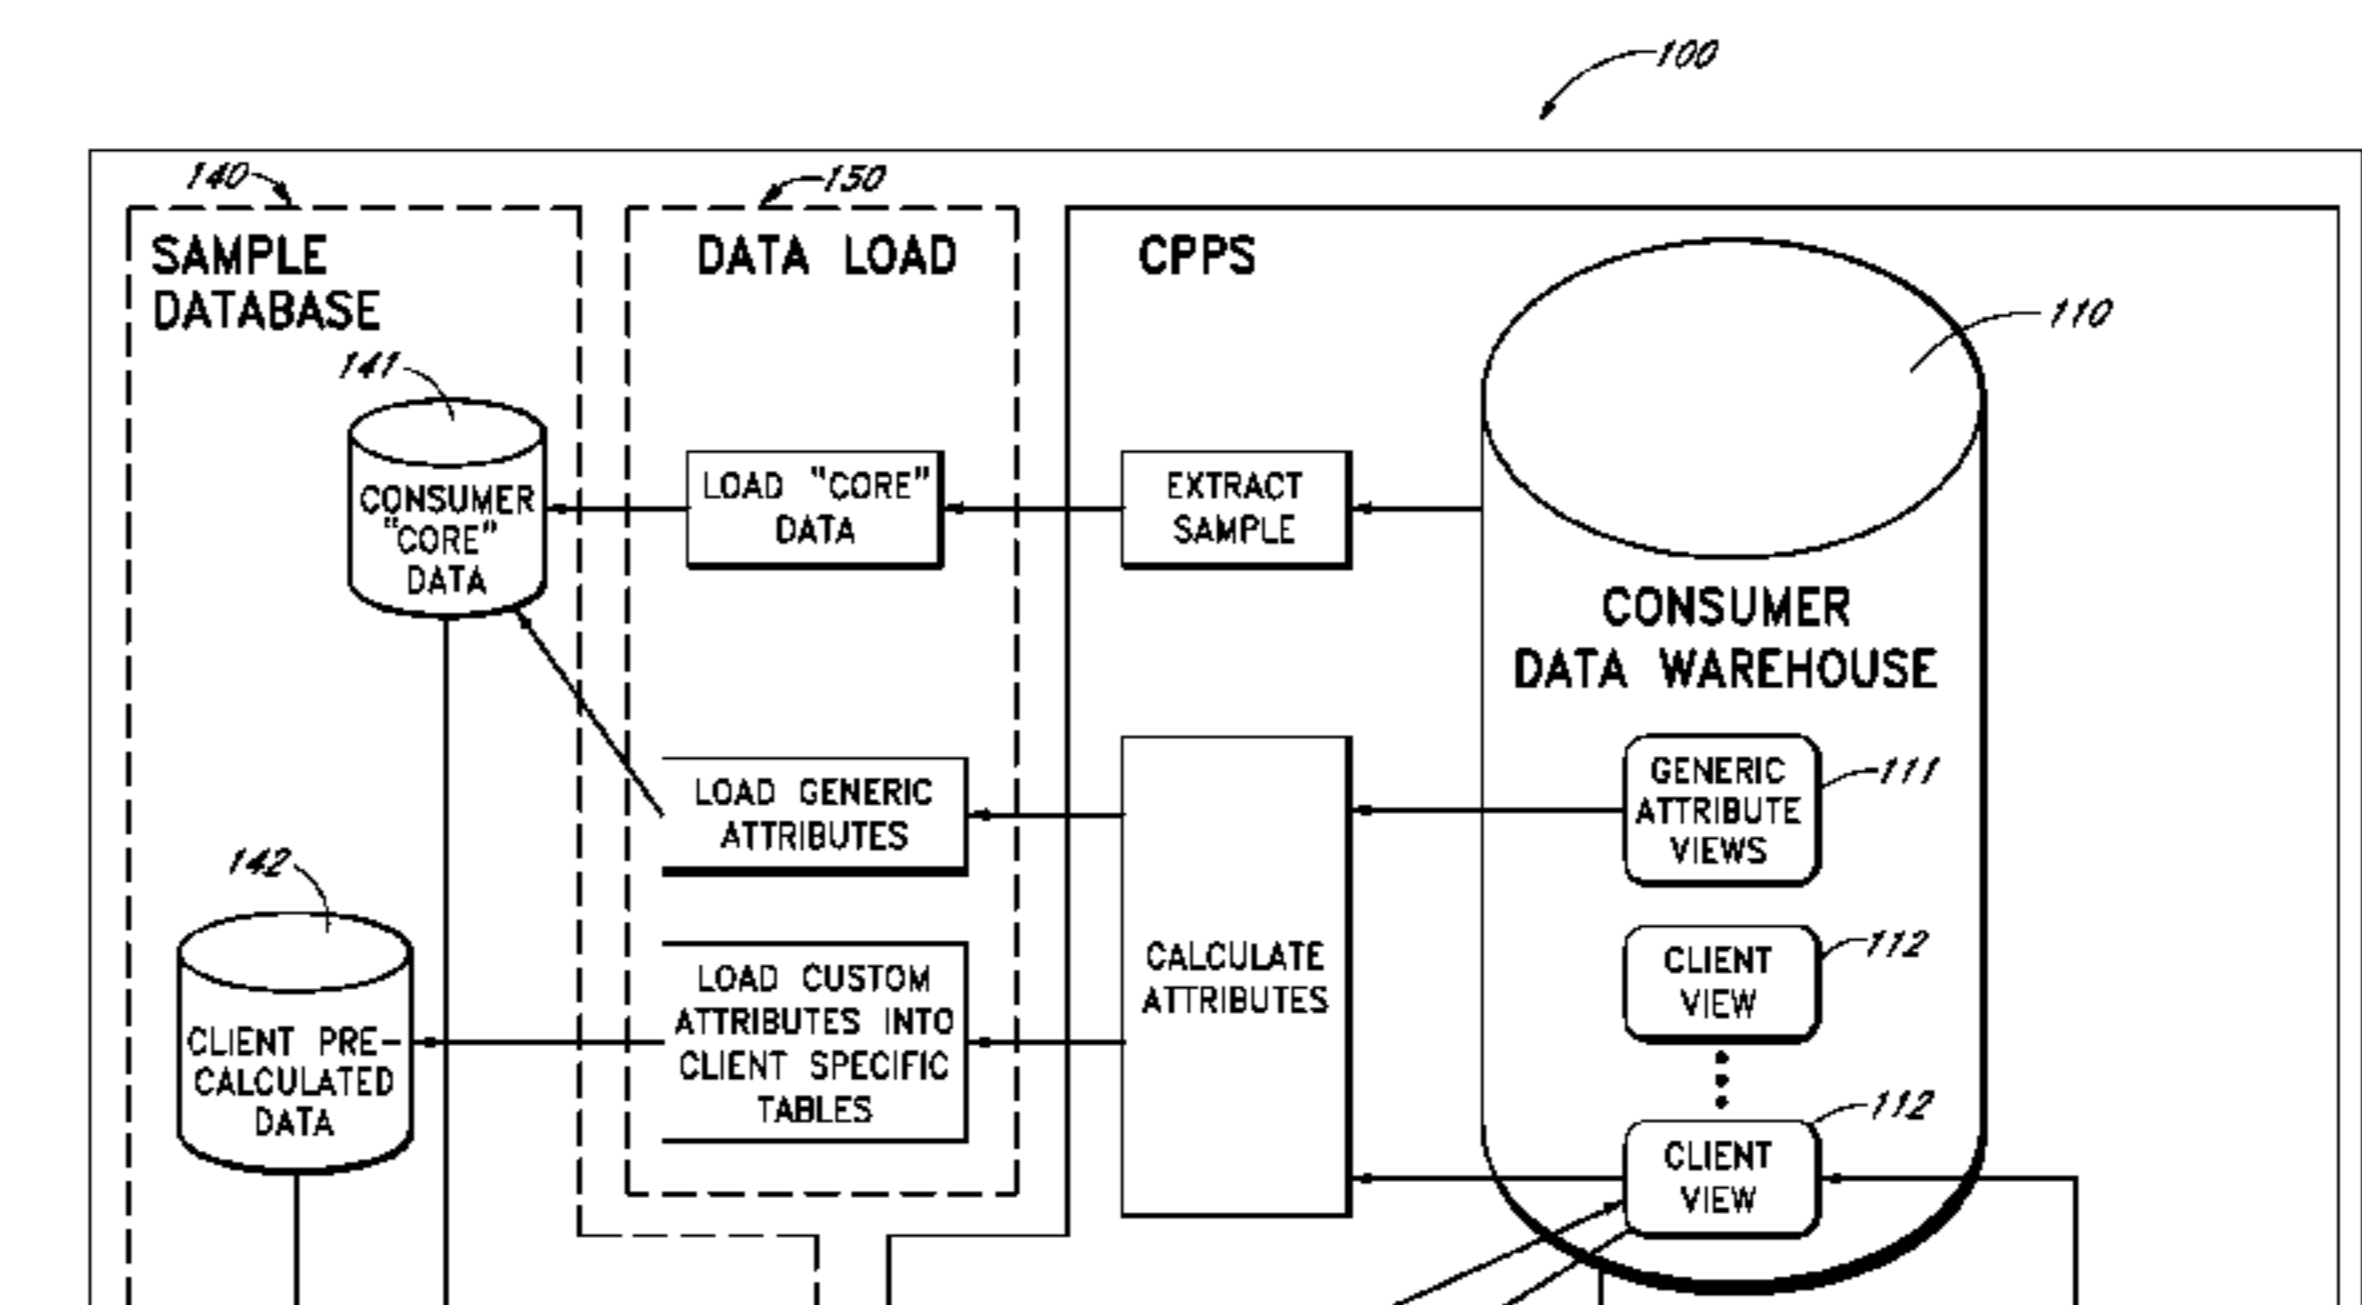 100
140
150
SAMPLE
DATABASE
DATA LOAD
CPPS
110
141
CONSUMER
"CORE"
DATA
LOAD "CORE"
DATA
EXTRACT
SAMPLE
CONSUMER
DATA WAREHOUSE
LOAD GENERIC
ATTRIBUTES
GENERIC
ATTRIBUTE
VIEWS
111
142
CLIENT PRE-
CALCULATED
DATA
LOAD CUSTOM
ATTRIBUTES INTO
CLIENT SPECIFIC
TABLES
CALCULATE
ATTRIBUTES
CLIENT
VIEW
112
CLIENT
VIEW
112